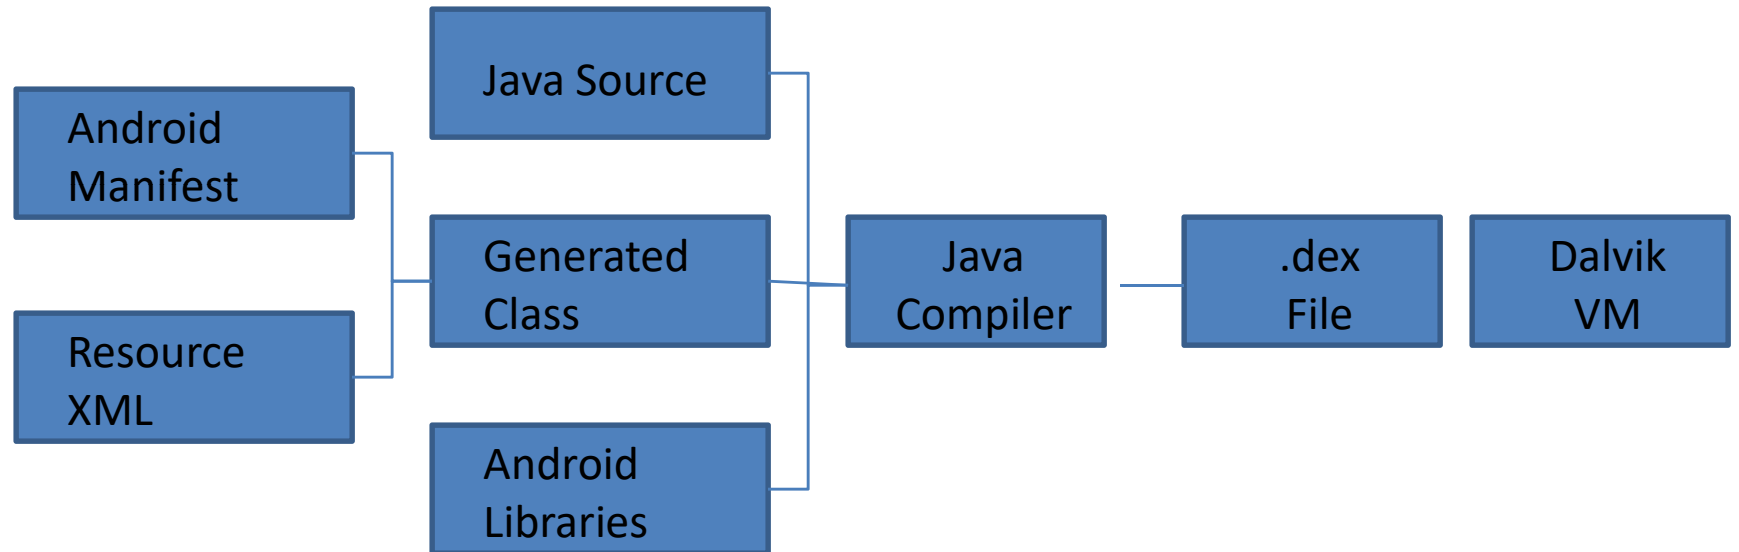 Android
Manifest
Resource
XML
Java Source
Generated
Class
Android
Libraries
Java
Compiler
.dex
File
Dalvik
VM